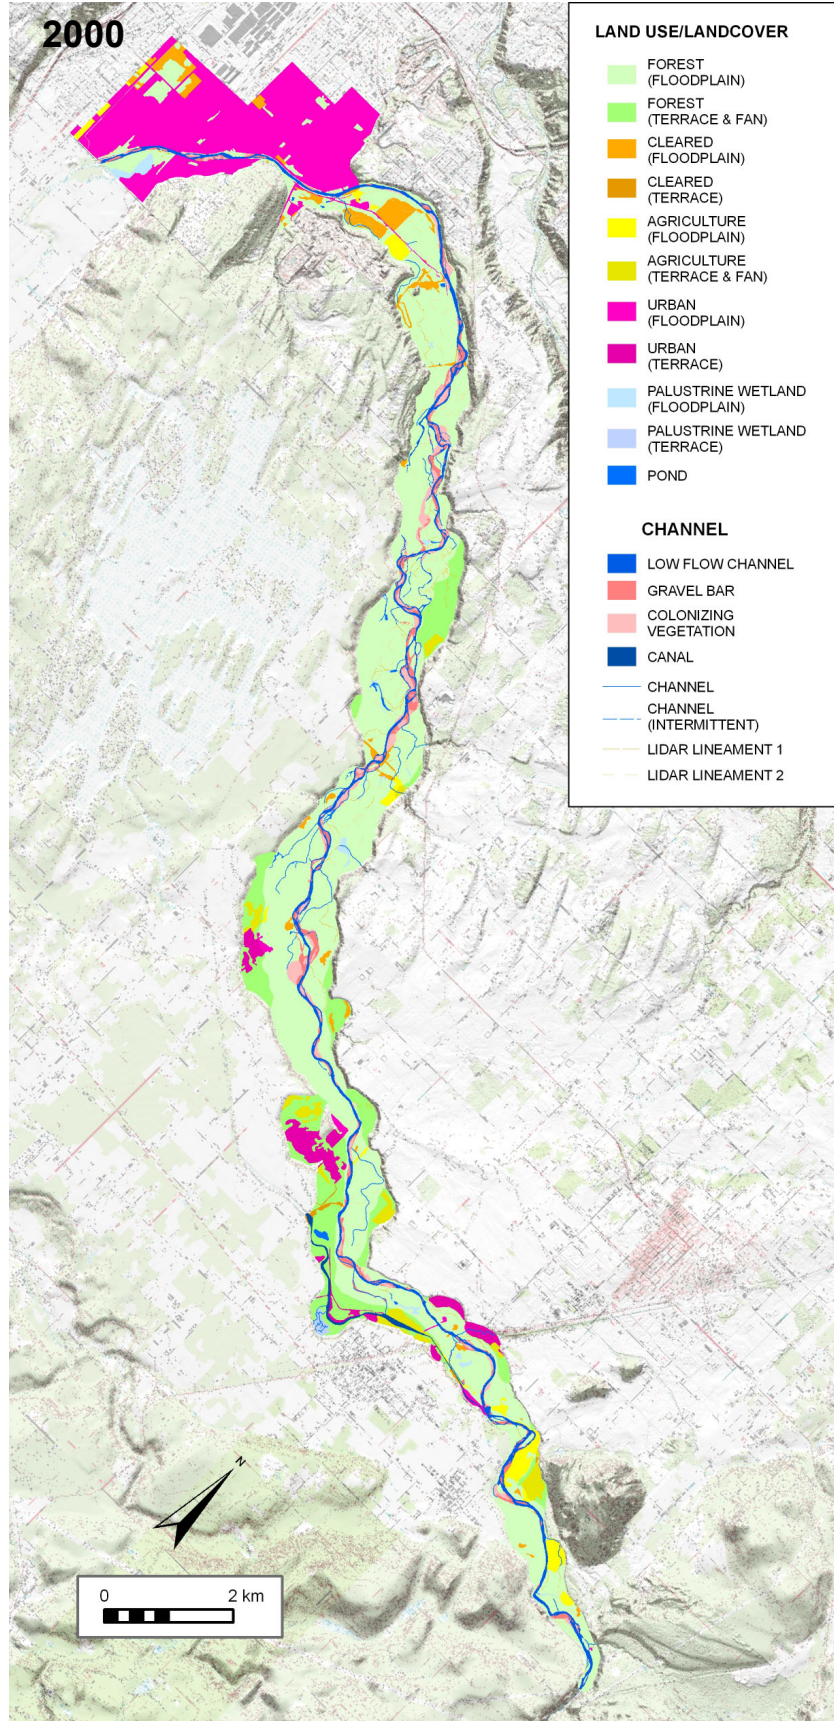 2000
LAND USE/LANDCOVER
FOREST
(FLOODPLAIN)
FOREST
(TERRACE & FAN)
CLEARED
(FLOODPLAIN)
CLEARED
(TERRACE)
AGRICULTURE
(FLOODPLAIN)
AGRICULTURE
(TERRACE & FAN)
URBAN
(FLOODPLAIN)
URBAN
(TERRACE)
PALUSTRINE WETLAND
(FLOODPLAIN)
PALUSTRINE WETLAND
(TERRACE)
POND
CHANNEL
LOW FLOW CHANNEL
GRAVEL BAR
COLONIZING
VEGETATION
CANAL
CHANNEL
CHANNEL
(INTERMITTENT)
LIDAR LINEAMENT 1
LIDAR LINEAMENT 2
N
0 2 km